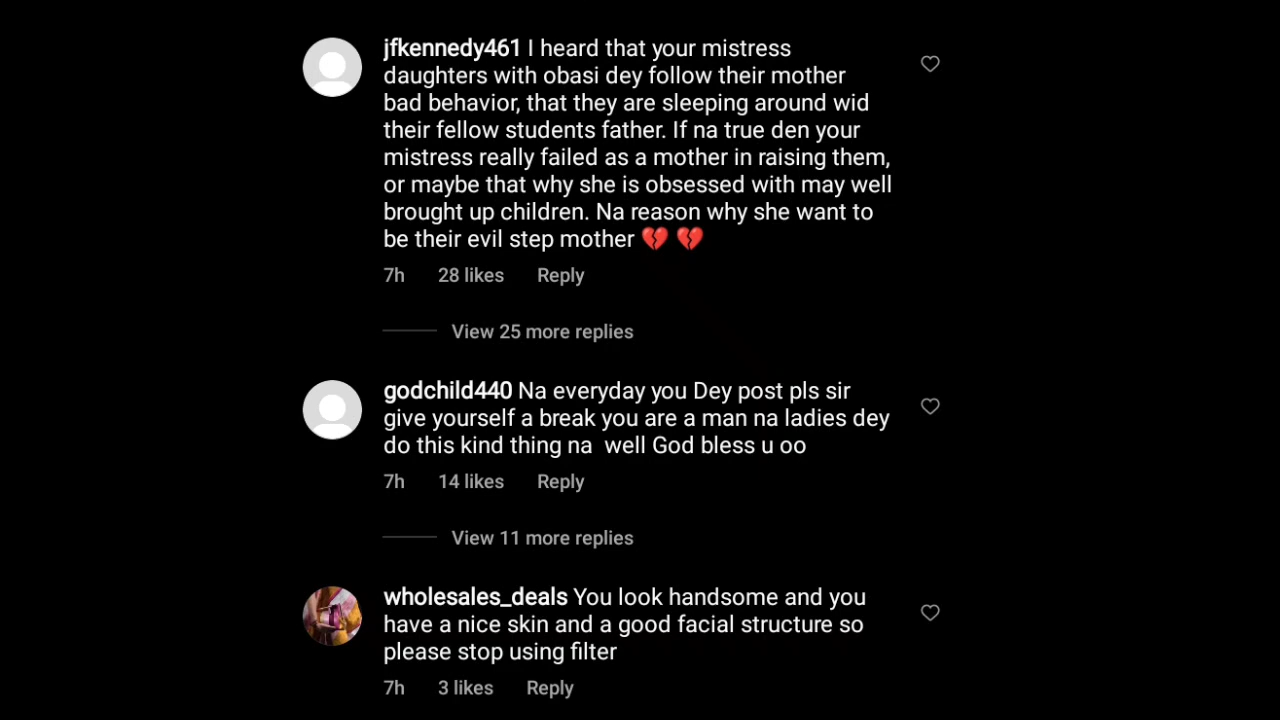 jfkennedy461 I heard that your mistress
daughters with obasi dey follow their mother
bad behavior, that they are sleeping around wid
their fellow students father. If na true den your
mistress really failed as a mother in raising them,
or maybe that why she is obsessed with may well
brought up children. Na reason why she want to
be their evil step mother 💔 💔
7h 28 likes Reply
View 25 more replies
godchild440 Na everyday you Dey post pls sir
give yourself a break you are a man na ladies dey
do this kind thing na  well God bless u oo
7h 14 likes Reply
View 11 more replies
wholesales_deals You look handsome and you
have a nice skin and a good facial structure so
please stop using filter
7h 3 likes Reply